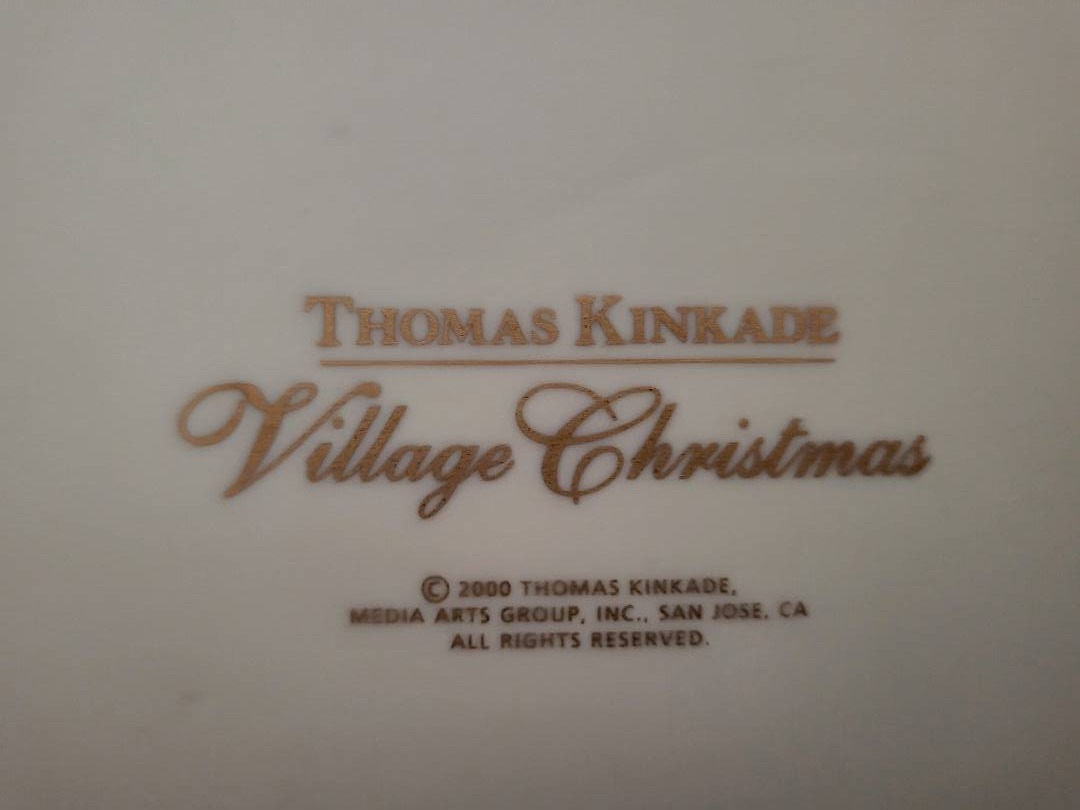 THOMAS KINKADE
Village Christmas
© 2000 THOMAS KINKADE,
MEDIA ARTS GROUP, INC., SAN JOSE, CA
ALL RIGHTS RESERVED.